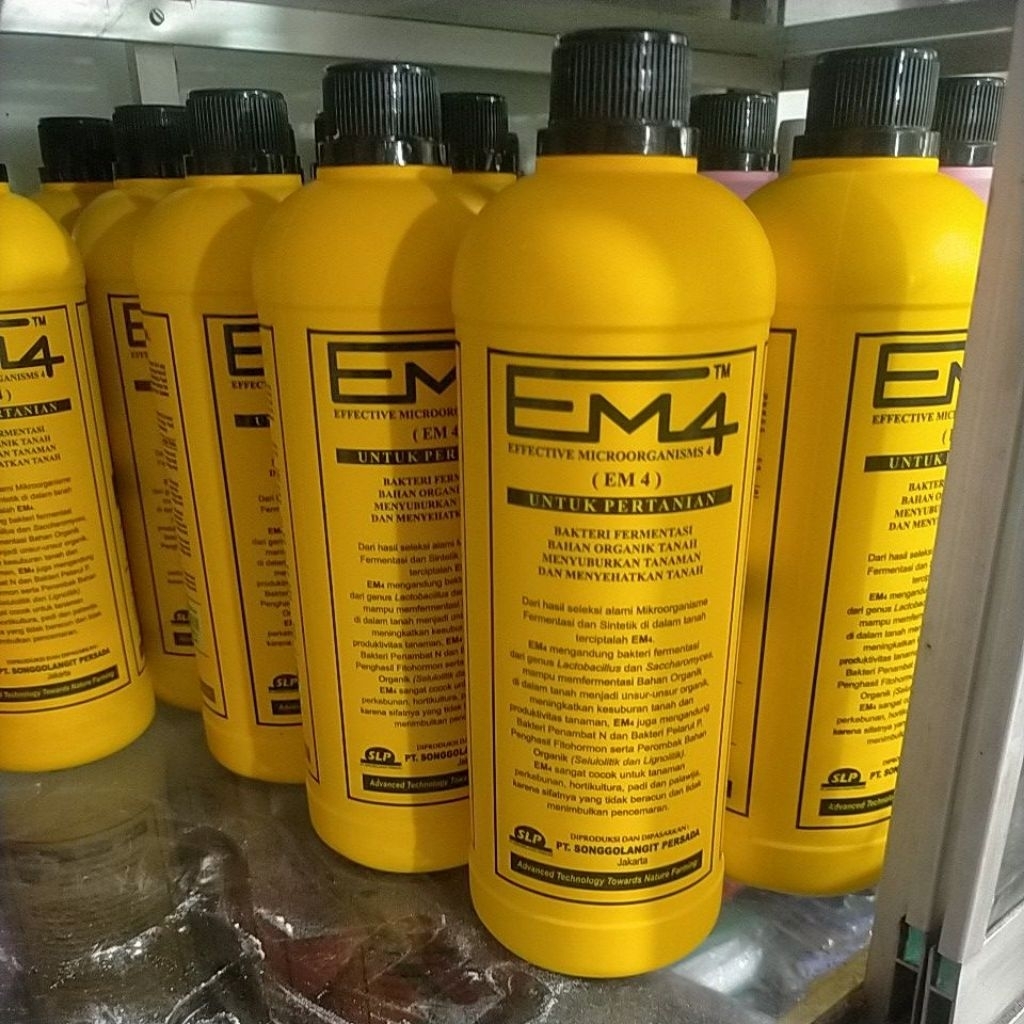 EM4 TM
EFFECTIVE MICROORGANISMS 4
( EM 4 )
UNTUK PERTANIAN
BAKTERI FERMENTASI
BAHAN ORGANIK TANAH
MENYUBURKAN TANAMAN
DAN MENYEHATKAN TANAH
Dari hasil seleksi alami Mikroorganisme
Fermentasi dan Sintetik di dalam tanah
terciptalah EM4.
EM4 mengandung bakteri fermentasi
dari genus Lactobacillus dan Saccharomyces,
mampu memfermentasi Bahan Organik
di dalam tanah menjadi unsur-unsur organik,
meningkatkan kesuburan tanah dan
produktivitas tanaman, EM4 juga mengandung
Bakteri Penambat N dan Bakteri Pelarut P,
Penghasil Fitohormon serta Perombak Bahan
Organik (Selulolitik dan Lignolitik).
EM4 sangat cocok untuk tanaman
perkebunan, hortikultura, padi dan palawija,
karena sifatnya yang tidak beracun dan tidak
menimbulkan pencemaran.
SLP
DIPRODUKSI DAN DIPASARKAN :
PT. SONGGOLANGIT PERSADA
Jakarta
Advanced Technology Towards Nature Farming